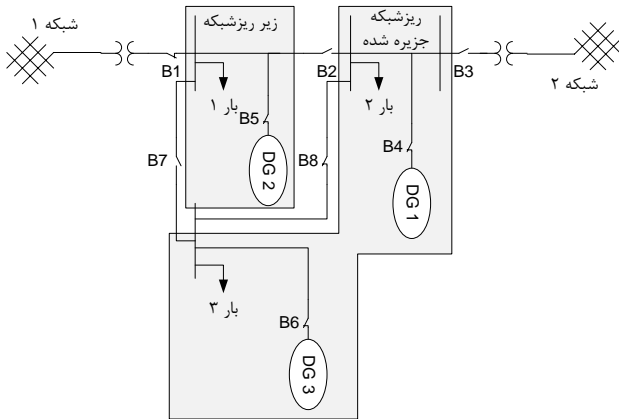 شبکه ۱
زیر ریزشبکه
ریزشبکه
جزیره شده
شبکه ۲
B1
B2
B3
بار ۱
بار ۲
B5
B4
B7
B8
DG 2
DG 1
بار ۳
B6
DG 3